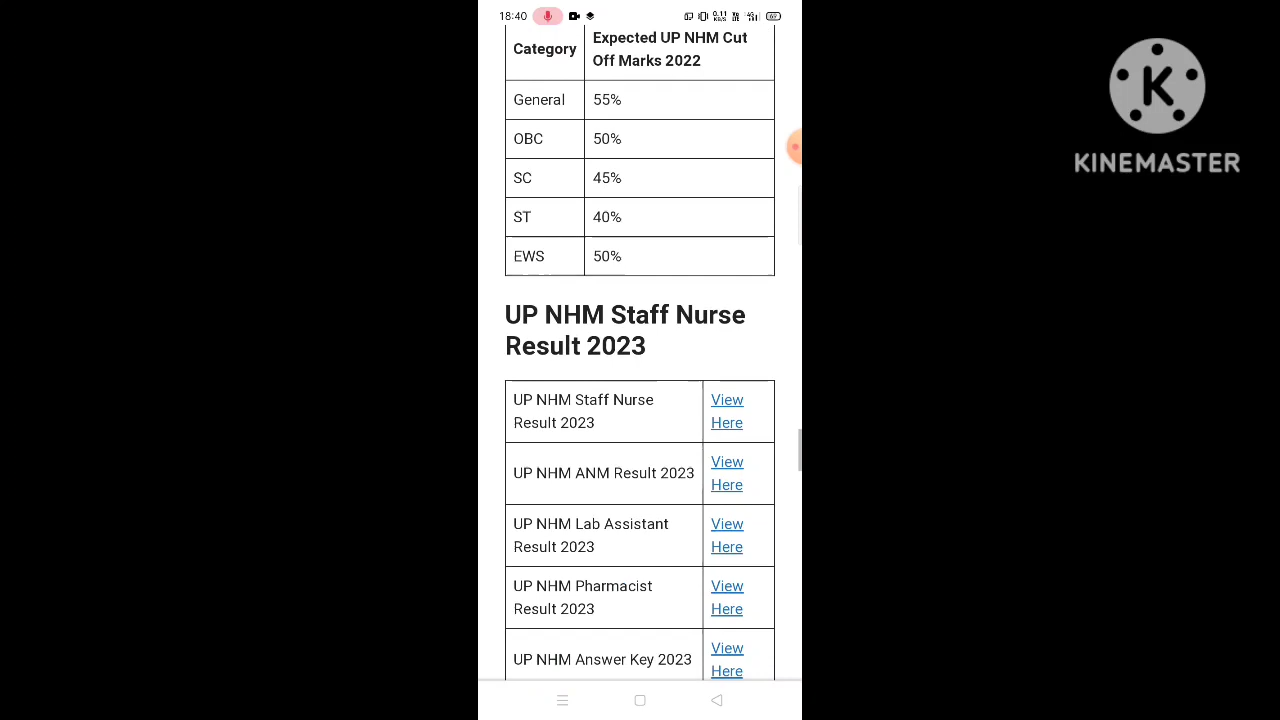 18:40
69
Expected UP NHM Cut
Category
Off Marks 2022
General 55%
OBC 50%
SC 45%
ST 40%
EWS 50%
UP NHM Staff Nurse
Result 2023
UP NHM Staff Nurse View
Result 2023 Here
UP NHM ANM Result 2023 View
Here
UP NHM Lab Assistant View
Result 2023 Here
UP NHM Pharmacist View
Result 2023 Here
UP NHM Answer Key 2023 View
Here
K
KINEMASTER